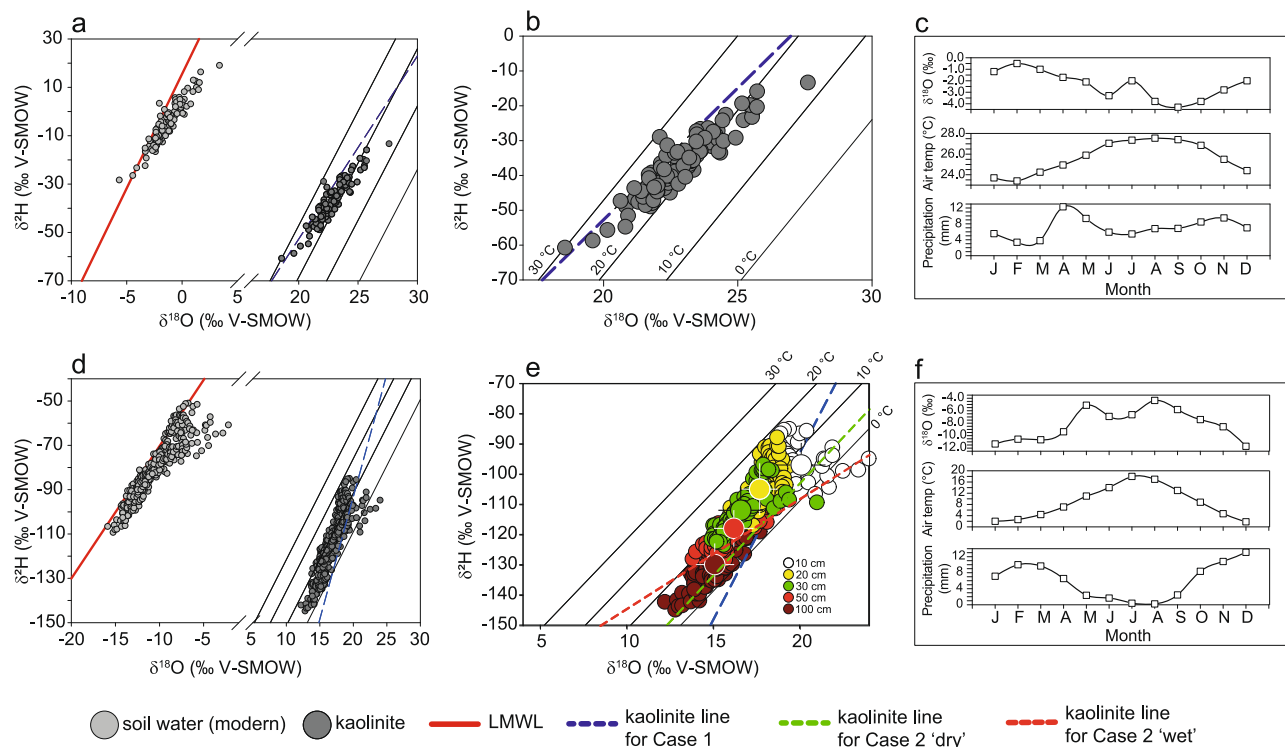 a
30
10
-10
-30
-50
-70
δ²H (‰ V-SMOW)
-10 -5 0 5 20 25 30
δ¹⁸O (‰ V-SMOW)
b
0
-10
-20
-30
-40
-50
-60
-70
δ²H (‰ V-SMOW)
30 °C
20 °C
10 °C
0 °C
20 25 30
δ¹⁸O (‰ V-SMOW)
c
δ¹⁸O (‰)
0.0
-1.0
-2.0
-3.0
-4.0
Air temp (°C)
28.0
26.0
24.0
Precipitation (mm)
12
8
4
0
J F M A M J J A S O N D
Month
d
-50
-70
-90
-110
-130
-150
δ²H (‰ V-SMOW)
-20 -15 -10 -5 5 10 15 20 25 30
δ¹⁸O (‰ V-SMOW)
e
-70
-80
-90
-100
-110
-120
-130
-140
-150
δ²H (‰ V-SMOW)
30 °C
20 °C
10 °C
0 °C
10 cm
20 cm
30 cm
50 cm
100 cm
5 10 15 20
δ¹⁸O (‰ V-SMOW)
f
δ¹⁸O (‰)
-4.0
-6.0
-8.0
-10.0
-12.0
Air temp (°C)
20
16
12
8
4
0
Precipitation (mm)
12
8
4
0
J F M A M J J A S O N D
Month
soil water (modern)
kaolinite
LMWL
kaolinite line
for Case 1
kaolinite line
for Case 2 ‘dry’
kaolinite line
for Case 2 ‘wet’